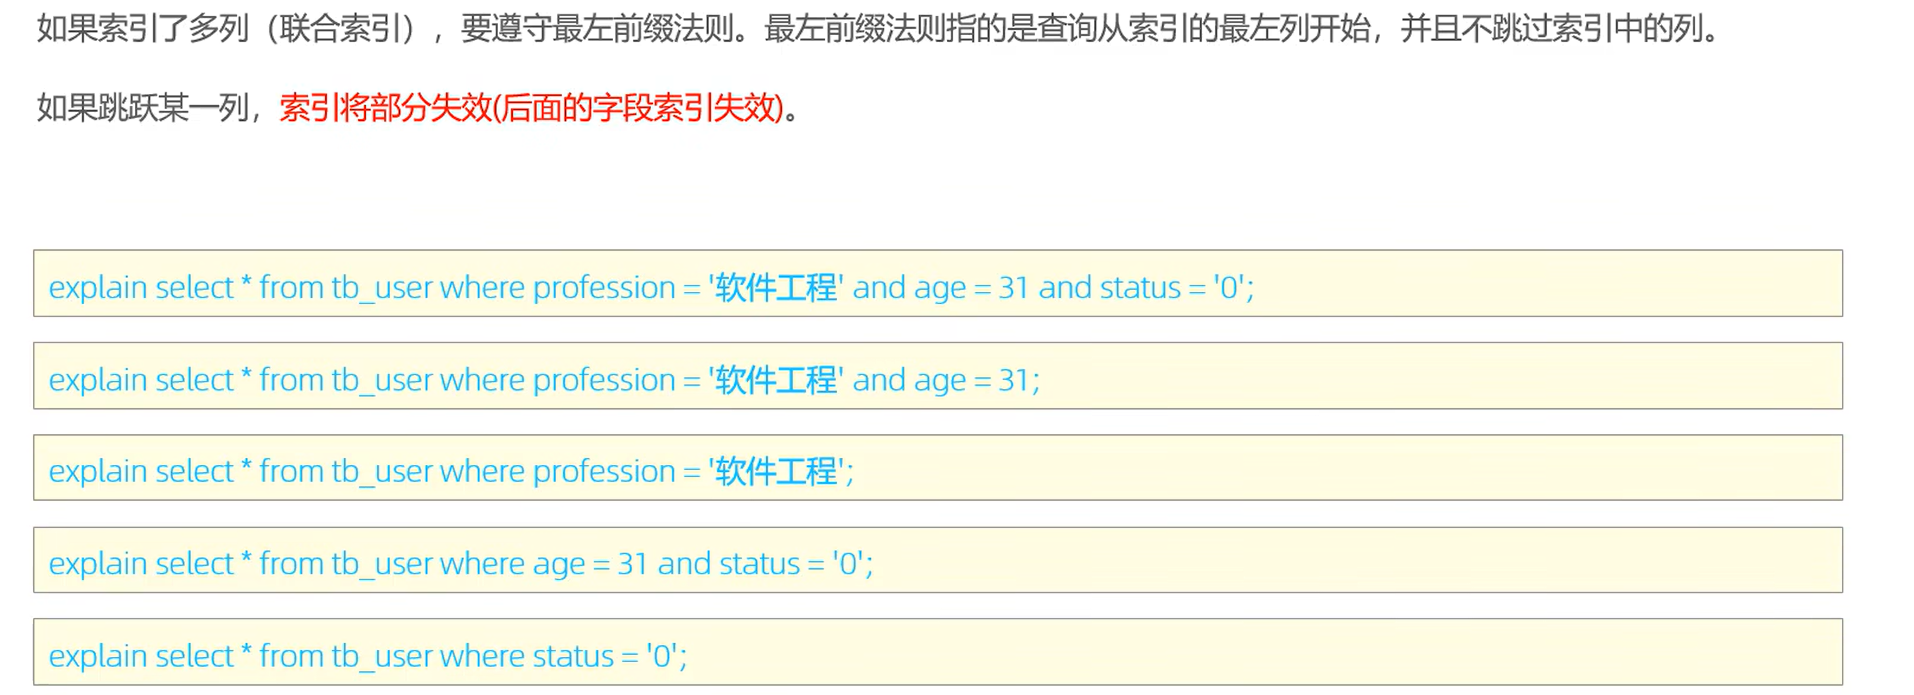 如果索引了多列（联合索引），要遵守最左前缀法则。最左前缀法则指的是查询从索引的最左列开始，并且不跳过索引中的列。
如果跳跃某一列，索引将部分失效(后面的字段索引失效)。
explain select * from tb_user where profession = '软件工程' and age = 31 and status = '0';
explain select * from tb_user where profession = '软件工程' and age = 31;
explain select * from tb_user where profession = '软件工程';
explain select * from tb_user where age = 31 and status = '0';
explain select * from tb_user where status = '0';